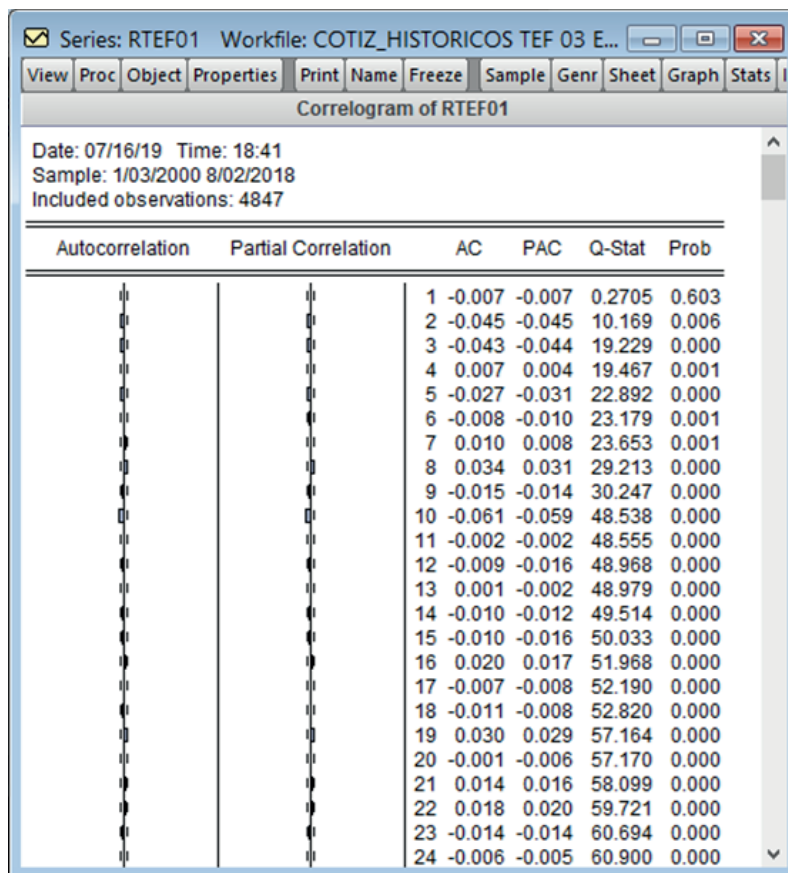 Series: RTEF01 Workfile: COTIZ_HISTORICOS TEF 03 E...
View Proc Object Properties Print Name Freeze Sample Genr Sheet Graph Stats
Correlogram of RTEF01
Date: 07/16/19 Time: 18:41
Sample: 1/03/2000 8/02/2018
Included observations: 4847
Autocorrelation Partial Correlation AC PAC Q-Stat Prob
1 -0.007 -0.007 0.2705 0.603
2 -0.045 -0.045 10.169 0.006
3 -0.043 -0.044 19.229 0.000
4 0.007 0.004 19.467 0.001
5 -0.027 -0.031 22.892 0.000
6 -0.008 -0.010 23.179 0.001
7 0.010 0.008 23.653 0.001
8 0.034 0.031 29.213 0.000
9 -0.015 -0.014 30.247 0.000
10 -0.061 -0.059 48.538 0.000
11 -0.002 -0.002 48.555 0.000
12 -0.009 -0.016 48.968 0.000
13 0.001 -0.002 48.979 0.000
14 -0.010 -0.012 49.514 0.000
15 -0.010 -0.016 50.033 0.000
16 0.020 0.017 51.968 0.000
17 -0.007 -0.008 52.190 0.000
18 -0.011 -0.008 52.820 0.000
19 0.030 0.029 57.164 0.000
20 -0.001 -0.006 57.170 0.000
21 0.014 0.016 58.099 0.000
22 0.018 0.020 59.721 0.000
23 -0.014 -0.014 60.694 0.000
24 -0.006 -0.005 60.900 0.000